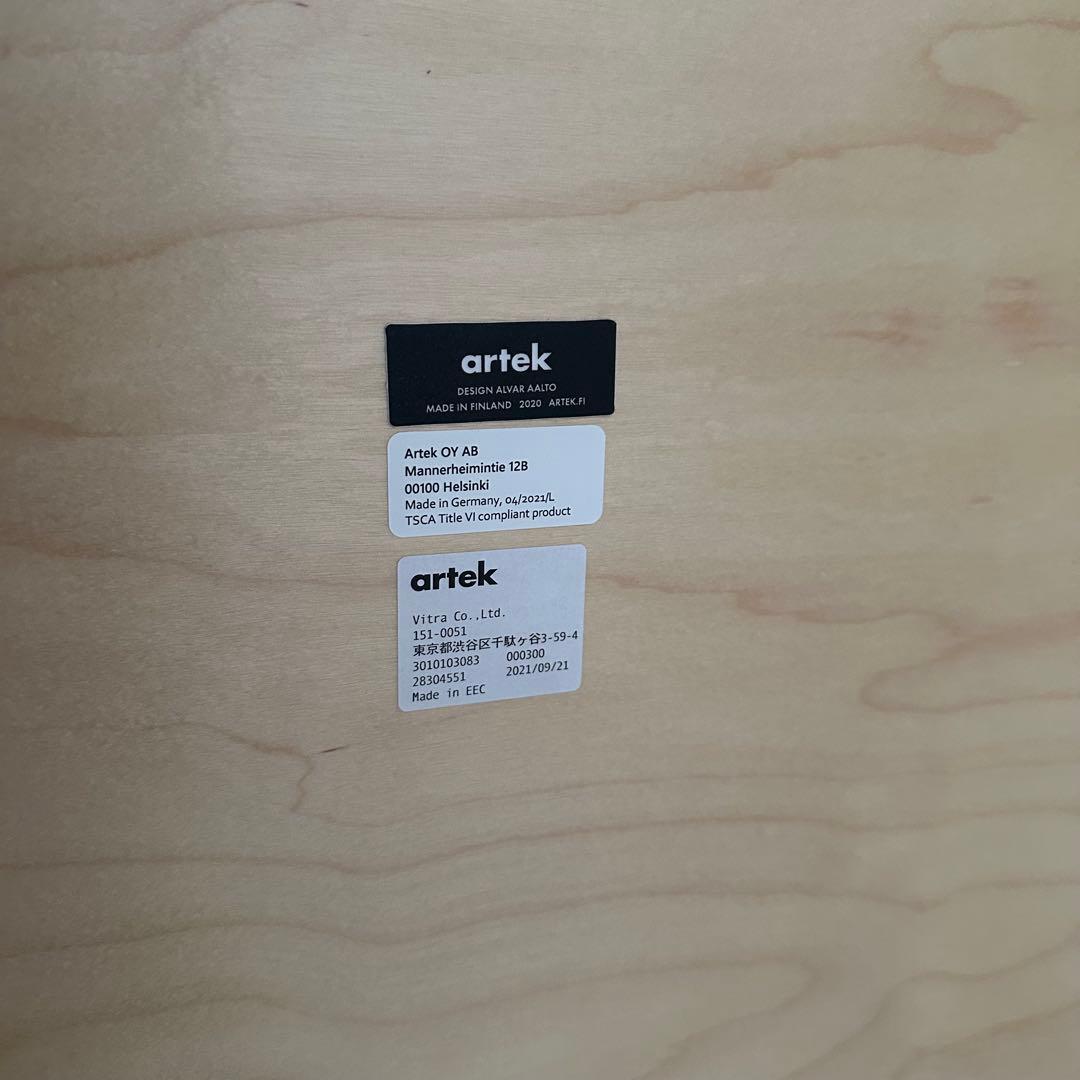 artek
DESIGN ALVAR AALTO
MADE IN FINLAND 2020 ARTEK.FI
Artek OY AB
Mannerheimintie 12B
00100 Helsinki
Made in Germany, 04/2021/L
TSCA Title VI compliant product
artek
Vitra Co.,Ltd.
151-0051
東京都渋谷区千駄ヶ谷3-59-4
3010103083 000300
28304551 2021/09/21
Made in EEC